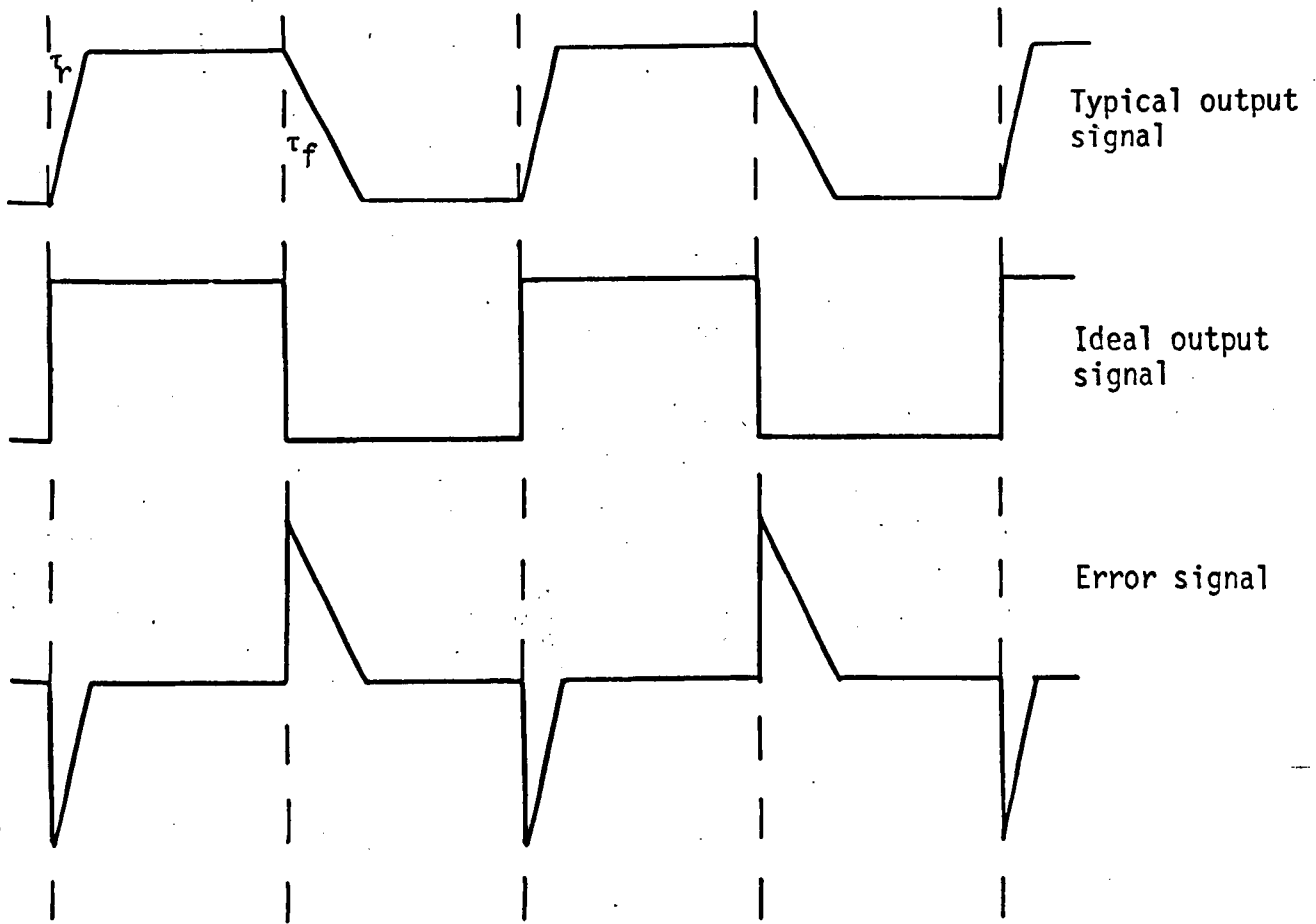 τr
τf
Typical output
signal
Ideal output
signal
Error signal